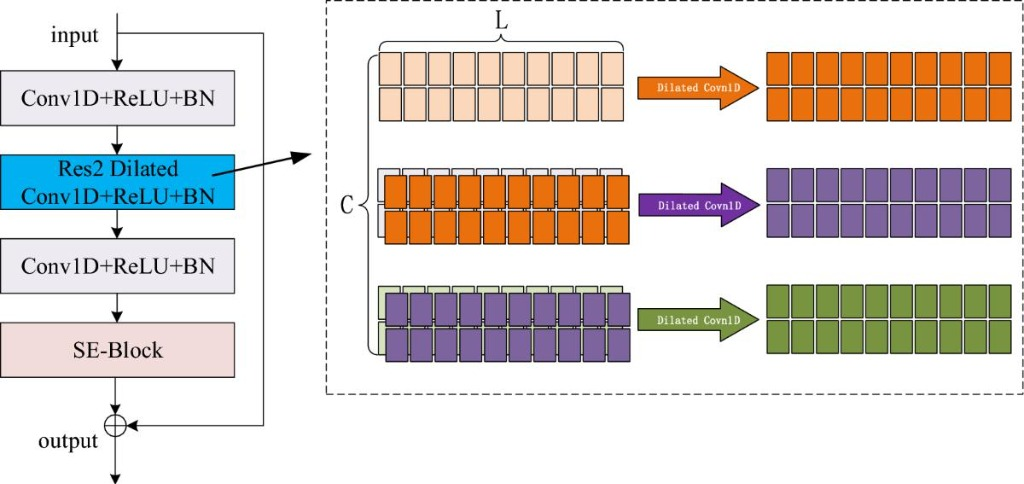 input
Conv1D+ReLU+BN
Res2 Dilated
Conv1D+ReLU+BN
Conv1D+ReLU+BN
SE-Block
output
L
C
Dilated Covn1D
Dilated Covn1D
Dilated Covn1D